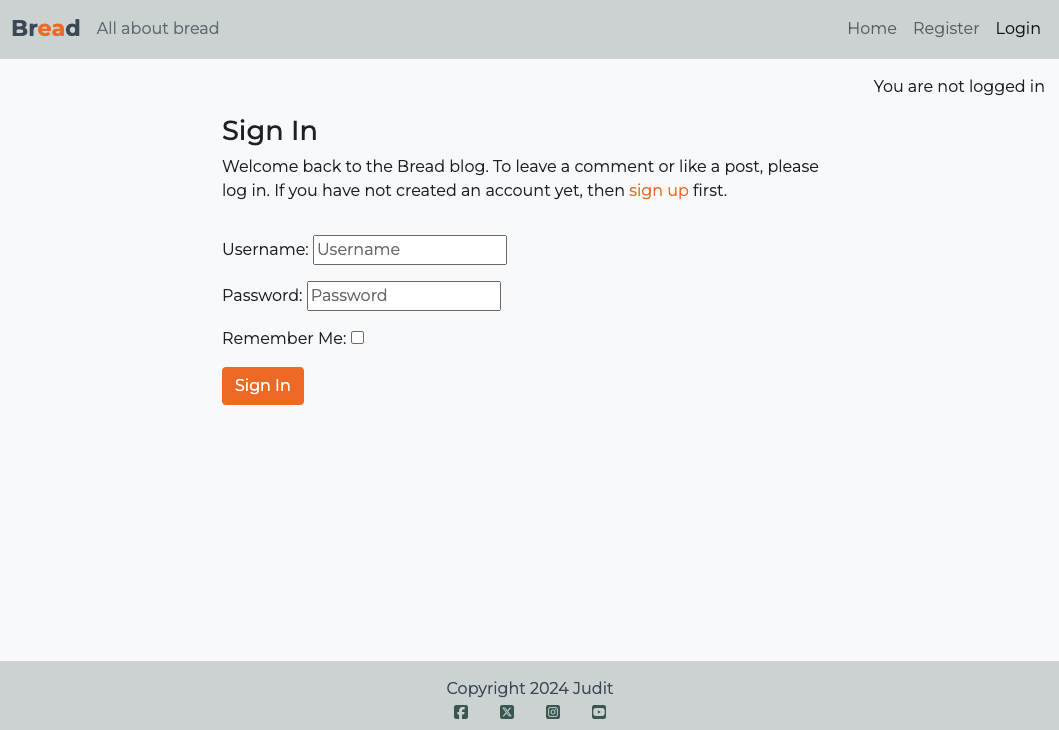 Bread All about bread Home Register Login
You are not logged in
Sign In
Welcome back to the Bread blog. To leave a comment or like a post, please
log in. If you have not created an account yet, then sign up first.
Username: Username
Password: Password
Remember Me:
Sign In
Copyright 2024 Judit